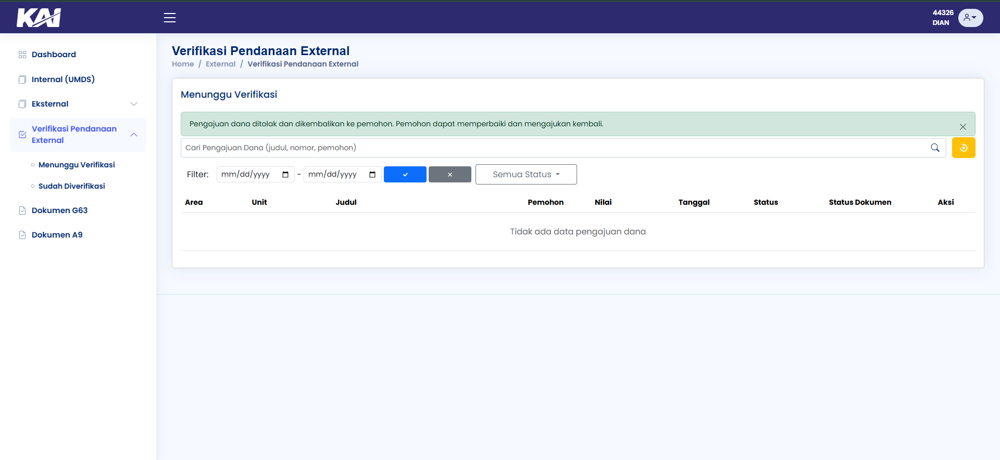 KAI
44326
DIAN
Dashboard
Internal (UMDS)
Eksternal
Verifikasi Pendanaan
External
Menunggu Verifikasi
Sudah Diverifikasi
Dokumen G63
Dokumen A9
Verifikasi Pendanaan External
Home / External / Verifikasi Pendanaan External
Menunggu Verifikasi
Pengajuan dana ditolak dan dikembalikan ke pemohon. Pemohon dapat memperbaiki dan mengajukan kembali.
Cari Pengajuan Dana (judul, nomor, pemohon)
Filter: mm/dd/yyyy - mm/dd/yyyy Semua Status
Area Unit Judul Pemohon Nilai Tanggal Status Status Dokumen Aksi
Tidak ada data pengajuan dana